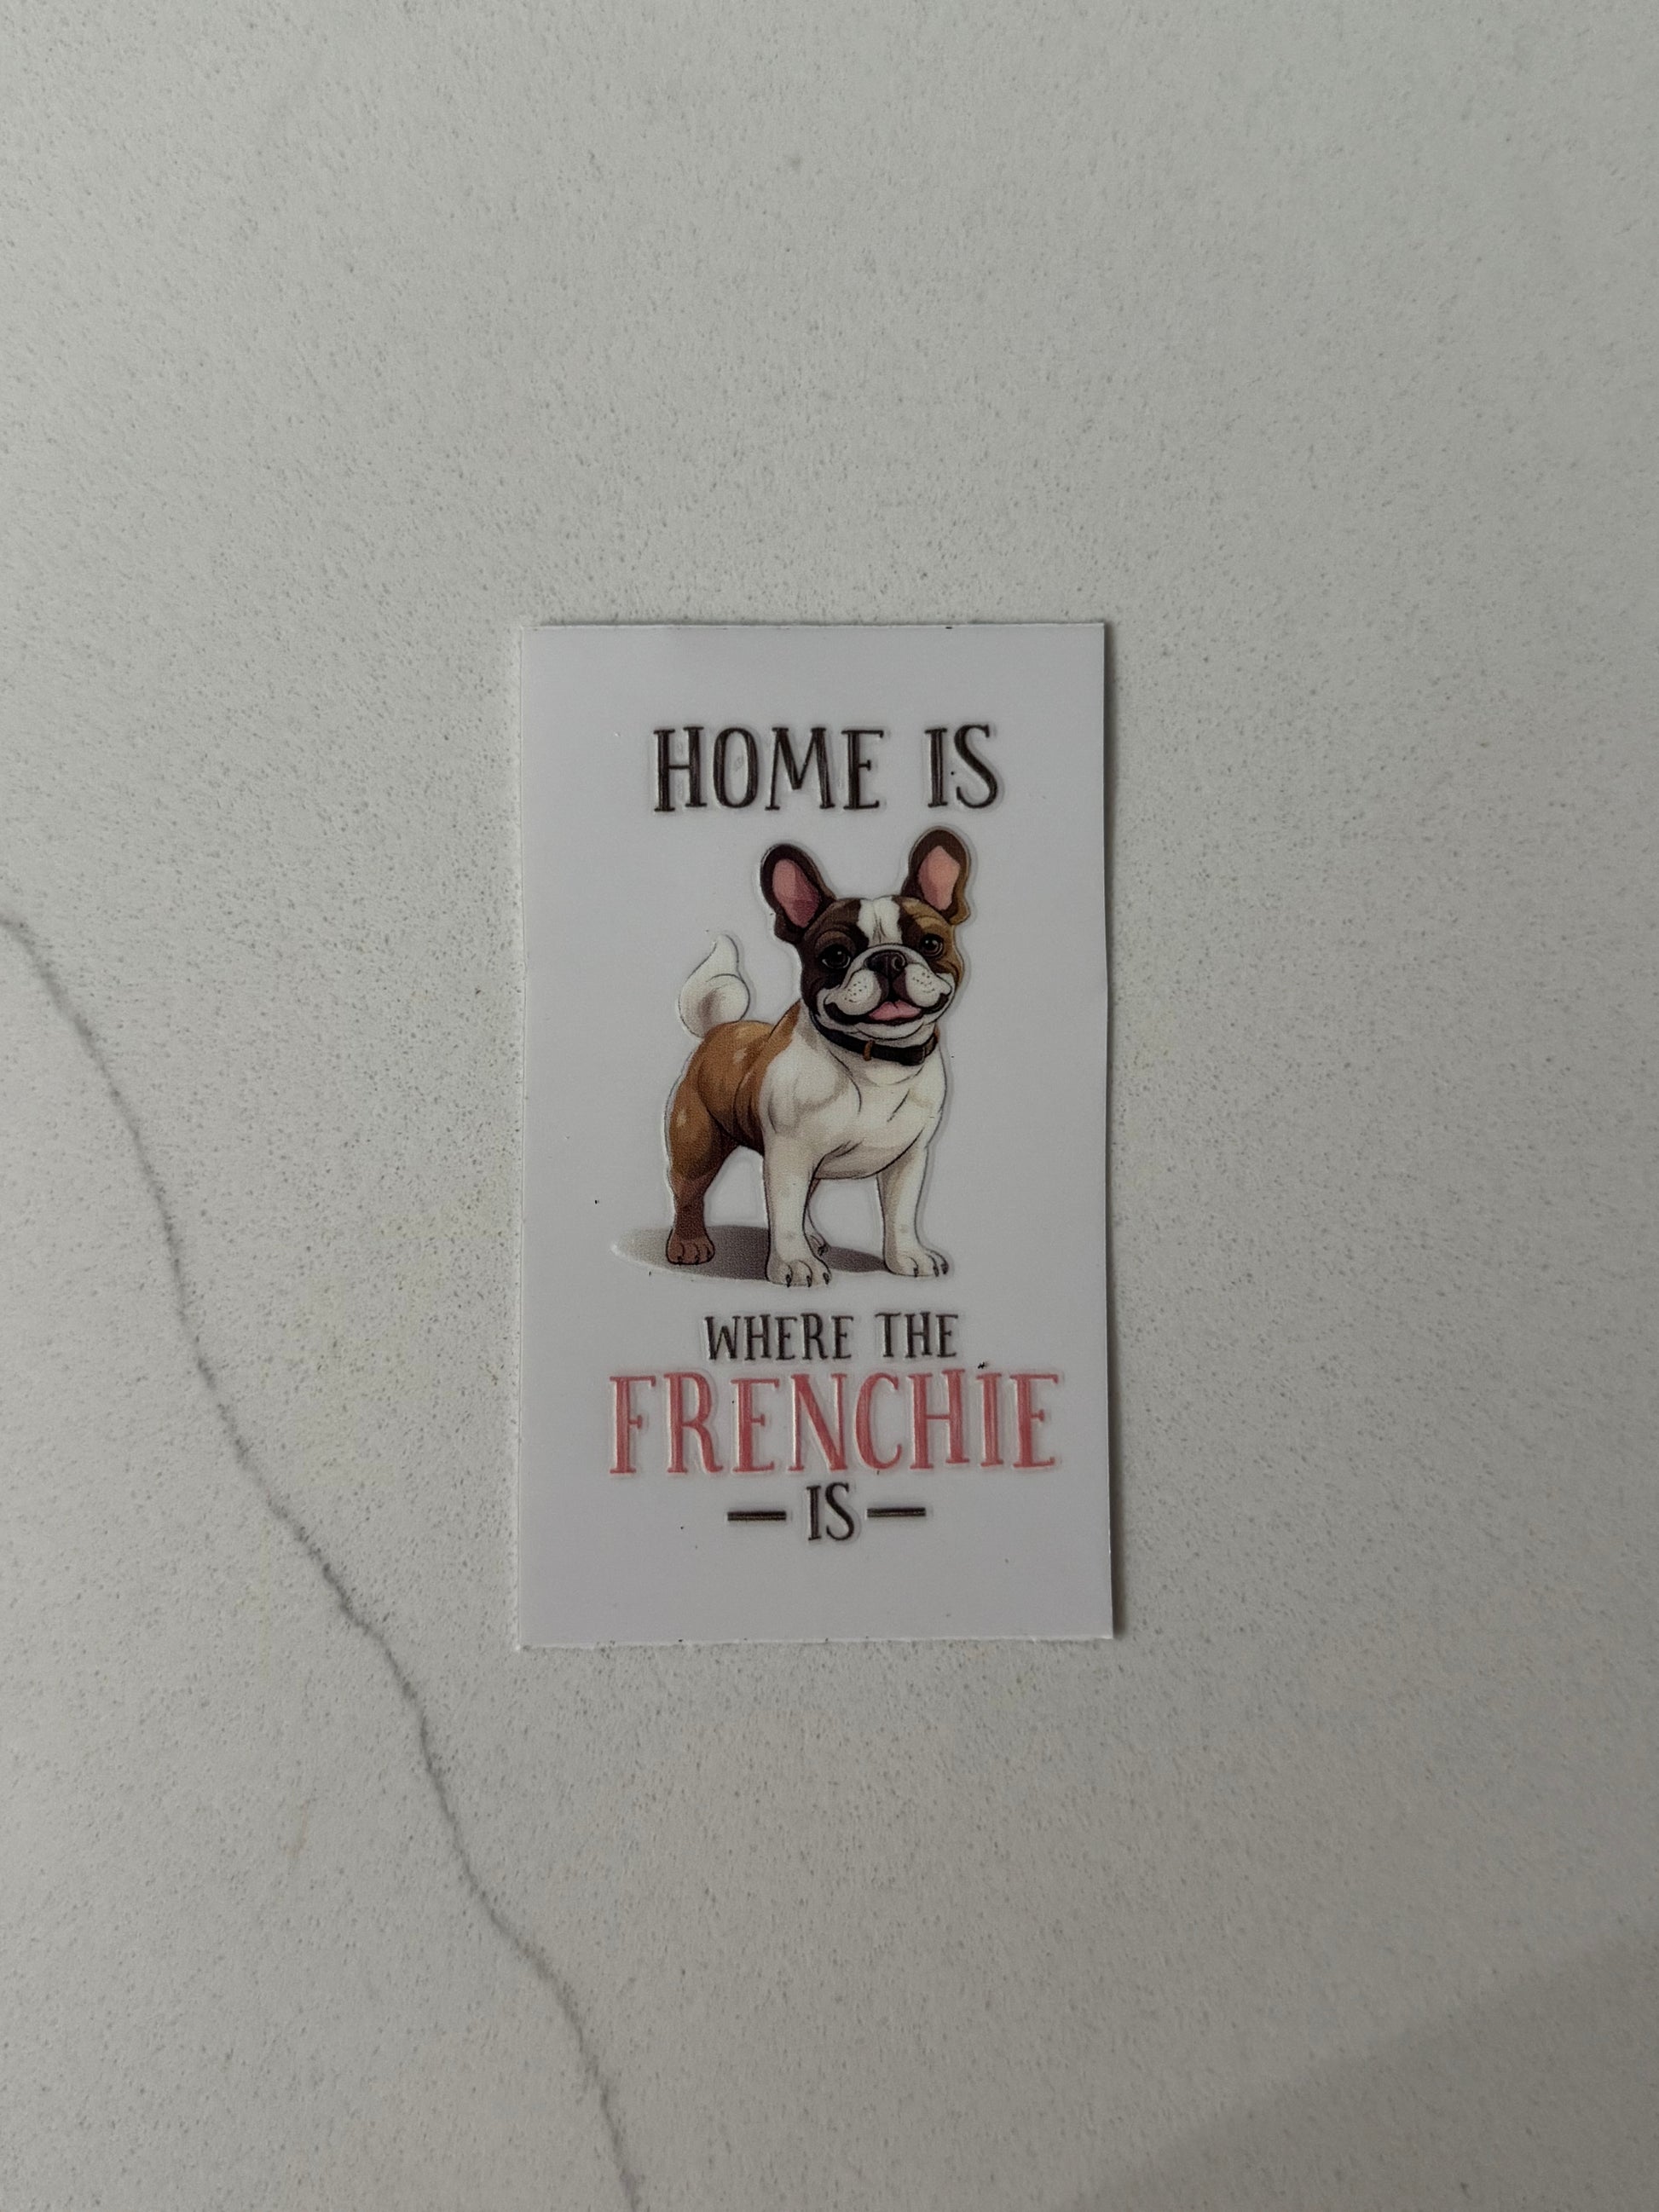 HOME IS
WHERE THE
FRENCHIE
— IS —